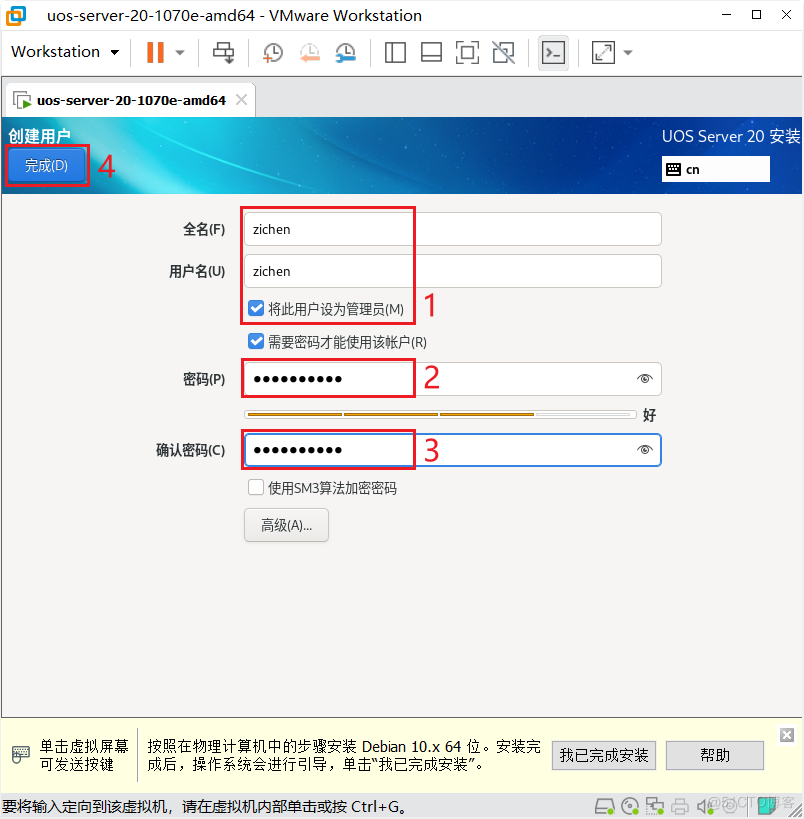 uos-server-20-1070e-amd64 - VMware Workstation
Workstation
uos-server-20-1070e-amd64
创建用户
UOS Server 20 安装
完成(D)
4
cn
全名(F)
zichen
用户名(U)
zichen
将此用户设为管理员(M)
1
需要密码才能使用该帐户(R)
密码(P)
●●●●●●●●●●
2
好
确认密码(C)
●●●●●●●●●●
3
使用SM3算法加密密码
高级(A)...
单击虚拟屏幕
可发送按键
按照在物理计算机中的步骤安装 Debian 10.x 64 位。安装完
成后，操作系统会进行引导，单击“我已完成安装”。
我已完成安装
帮助
要将输入定向到该虚拟机，请在虚拟机内部单击或按 Ctrl+G。
@51CTO博客